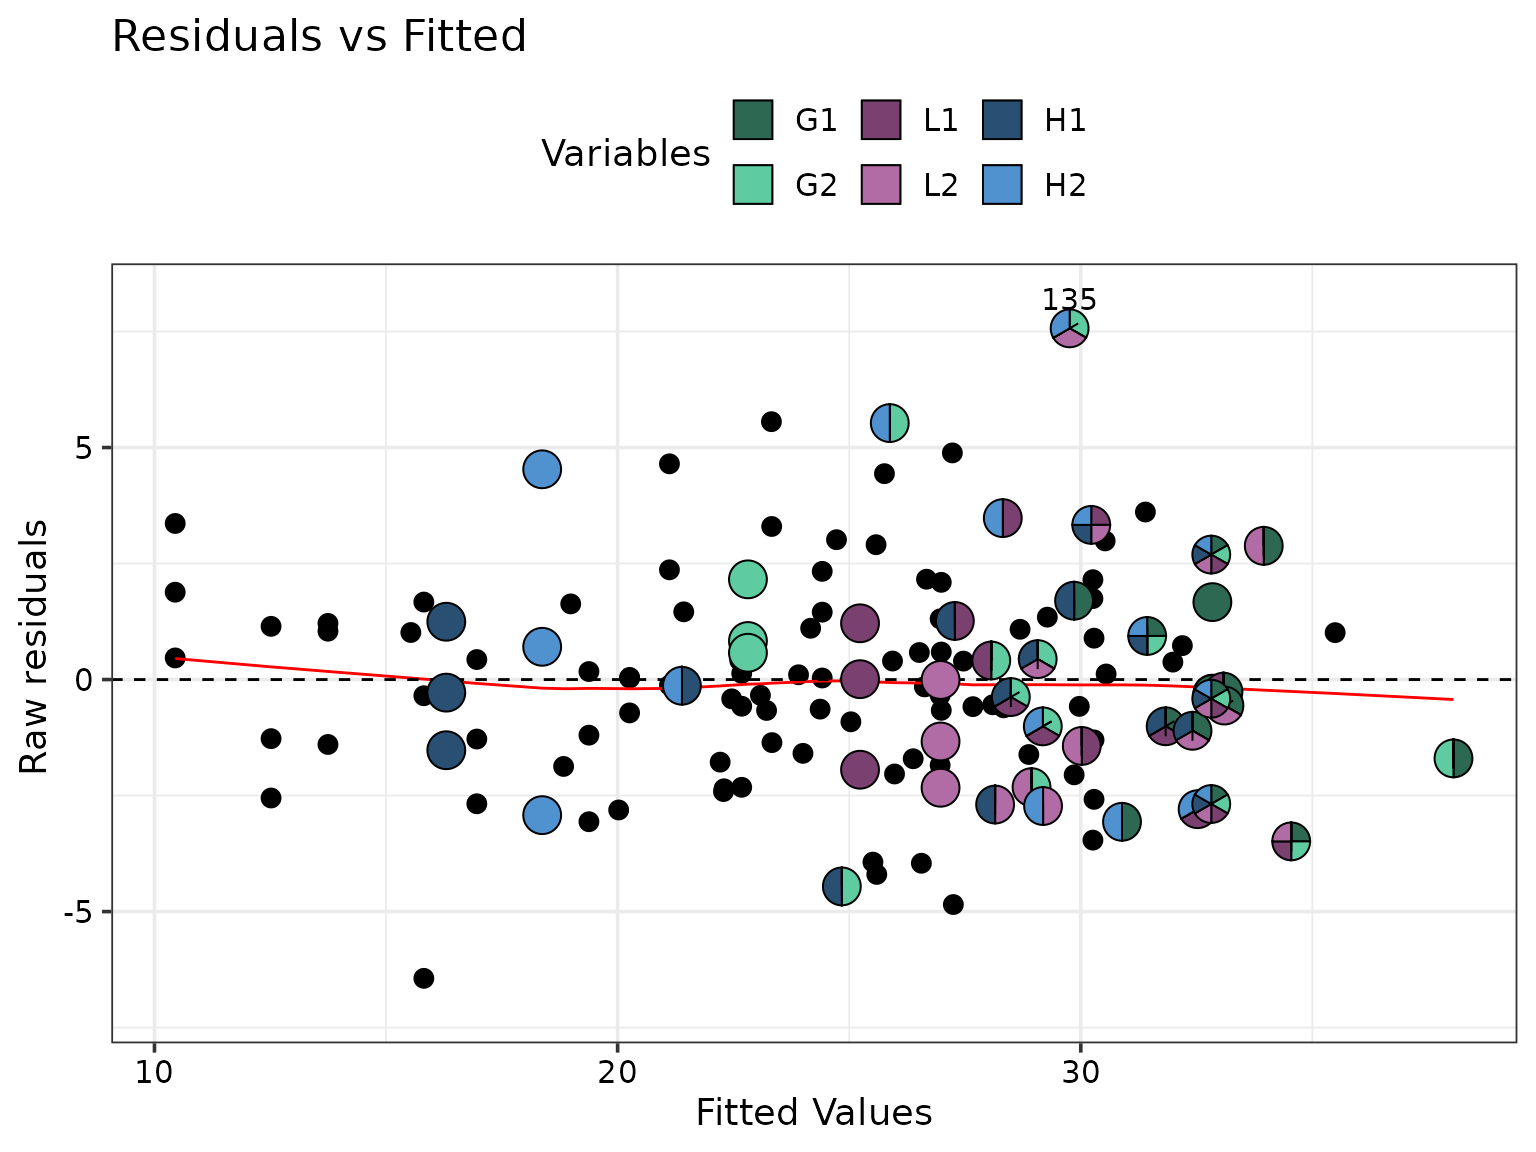 Residuals vs Fitted
Variables
G1 L1 H1
G2 L2 H2
135
5
0
-5
Raw residuals
10 20 30
Fitted Values